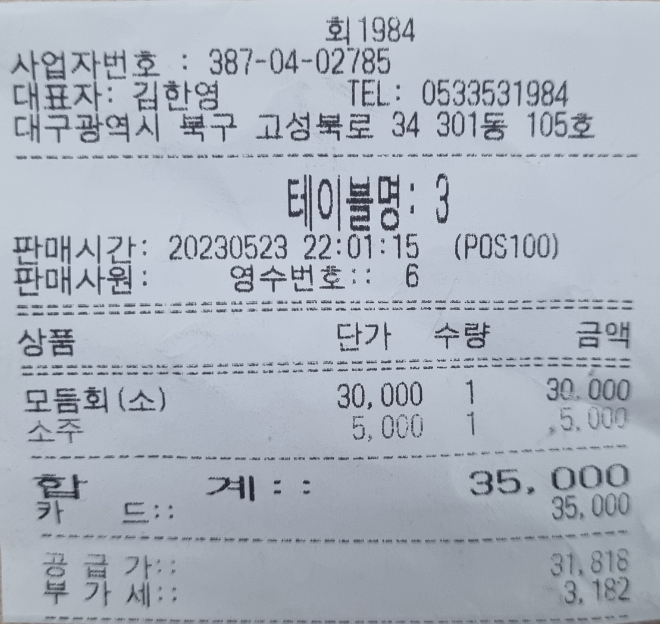 회1984
사업자번호 : 387-04-02785
대표자: 김한영 TEL: 0533531984
대구광역시 북구 고성북로 34 301동 105호
테이블명: 3
판매시간: 20230523 22:01:15 (POS100)
판매사원: 영수번호:: 6
상품 단가 수량 금액
모듬회(소) 30,000 1 30,000
소주 5,000 1 5,000
합 계:: 35,000
카 드:: 35,000
공 급 가:: 31,818
부 가 세:: 3,182